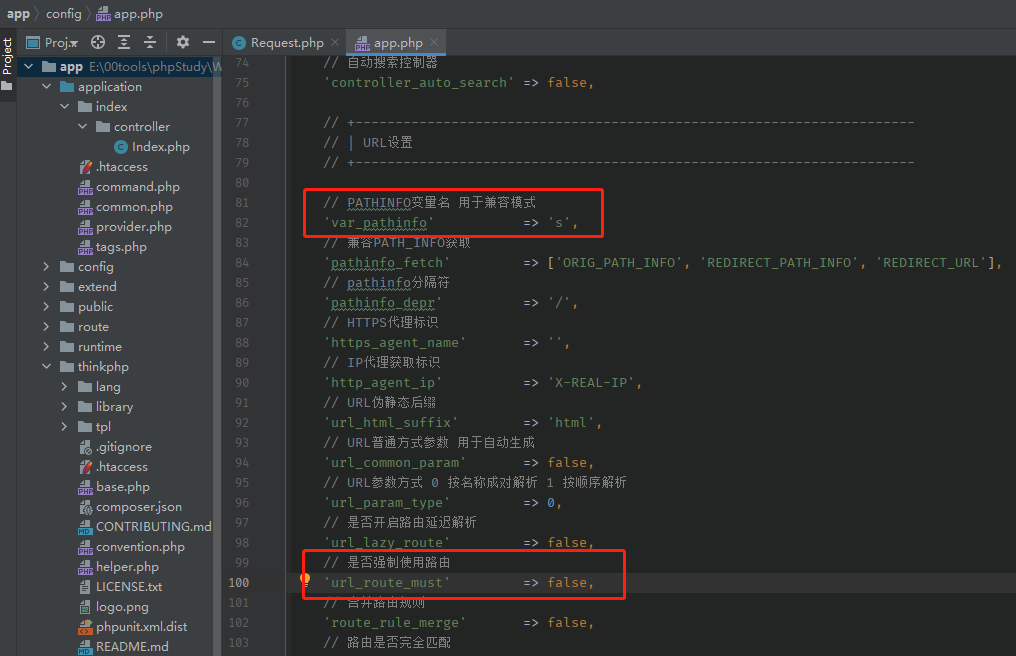 app config app.php
Project
Proj
Request.php
app.php
app E:\00tools\phpStudy\W
application
index
controller
Index.php
.htaccess
command.php
common.php
provider.php
tags.php
config
extend
public
route
runtime
thinkphp
lang
library
tpl
.gitignore
.htaccess
base.php
composer.json
CONTRIBUTING.md
convention.php
helper.php
LICENSE.txt
logo.png
phpunit.xml.dist
README.md
74 // 自动搜索控制器
75 'controller_auto_search' => false,
76
77 // +----------------------------------------------------------------------
78 // | URL设置
79 // +----------------------------------------------------------------------
80
81 // PATHINFO变量名 用于兼容模式
82 'var_pathinfo' => 's',
83 // 兼容PATH_INFO获取
84 'pathinfo_fetch' => ['ORIG_PATH_INFO', 'REDIRECT_PATH_INFO', 'REDIRECT_URL'],
85 // pathinfo分隔符
86 'pathinfo_depr' => '/',
87 // HTTPS代理标识
88 'https_agent_name' => '',
89 // IP代理获取标识
90 'http_agent_ip' => 'X-REAL-IP',
91 // URL伪静态后缀
92 'url_html_suffix' => 'html',
93 // URL普通方式参数 用于自动生成
94 'url_common_param' => false,
95 // URL参数方式 0 按名称成对解析 1 按顺序解析
96 'url_param_type' => 0,
97 // 是否开启路由延迟解析
98 'url_lazy_route' => false,
99 // 是否强制使用路由
100 'url_route_must' => false,
101 // 合并路由规则
102 'route_rule_merge' => false,
103 // 路由是否完全匹配